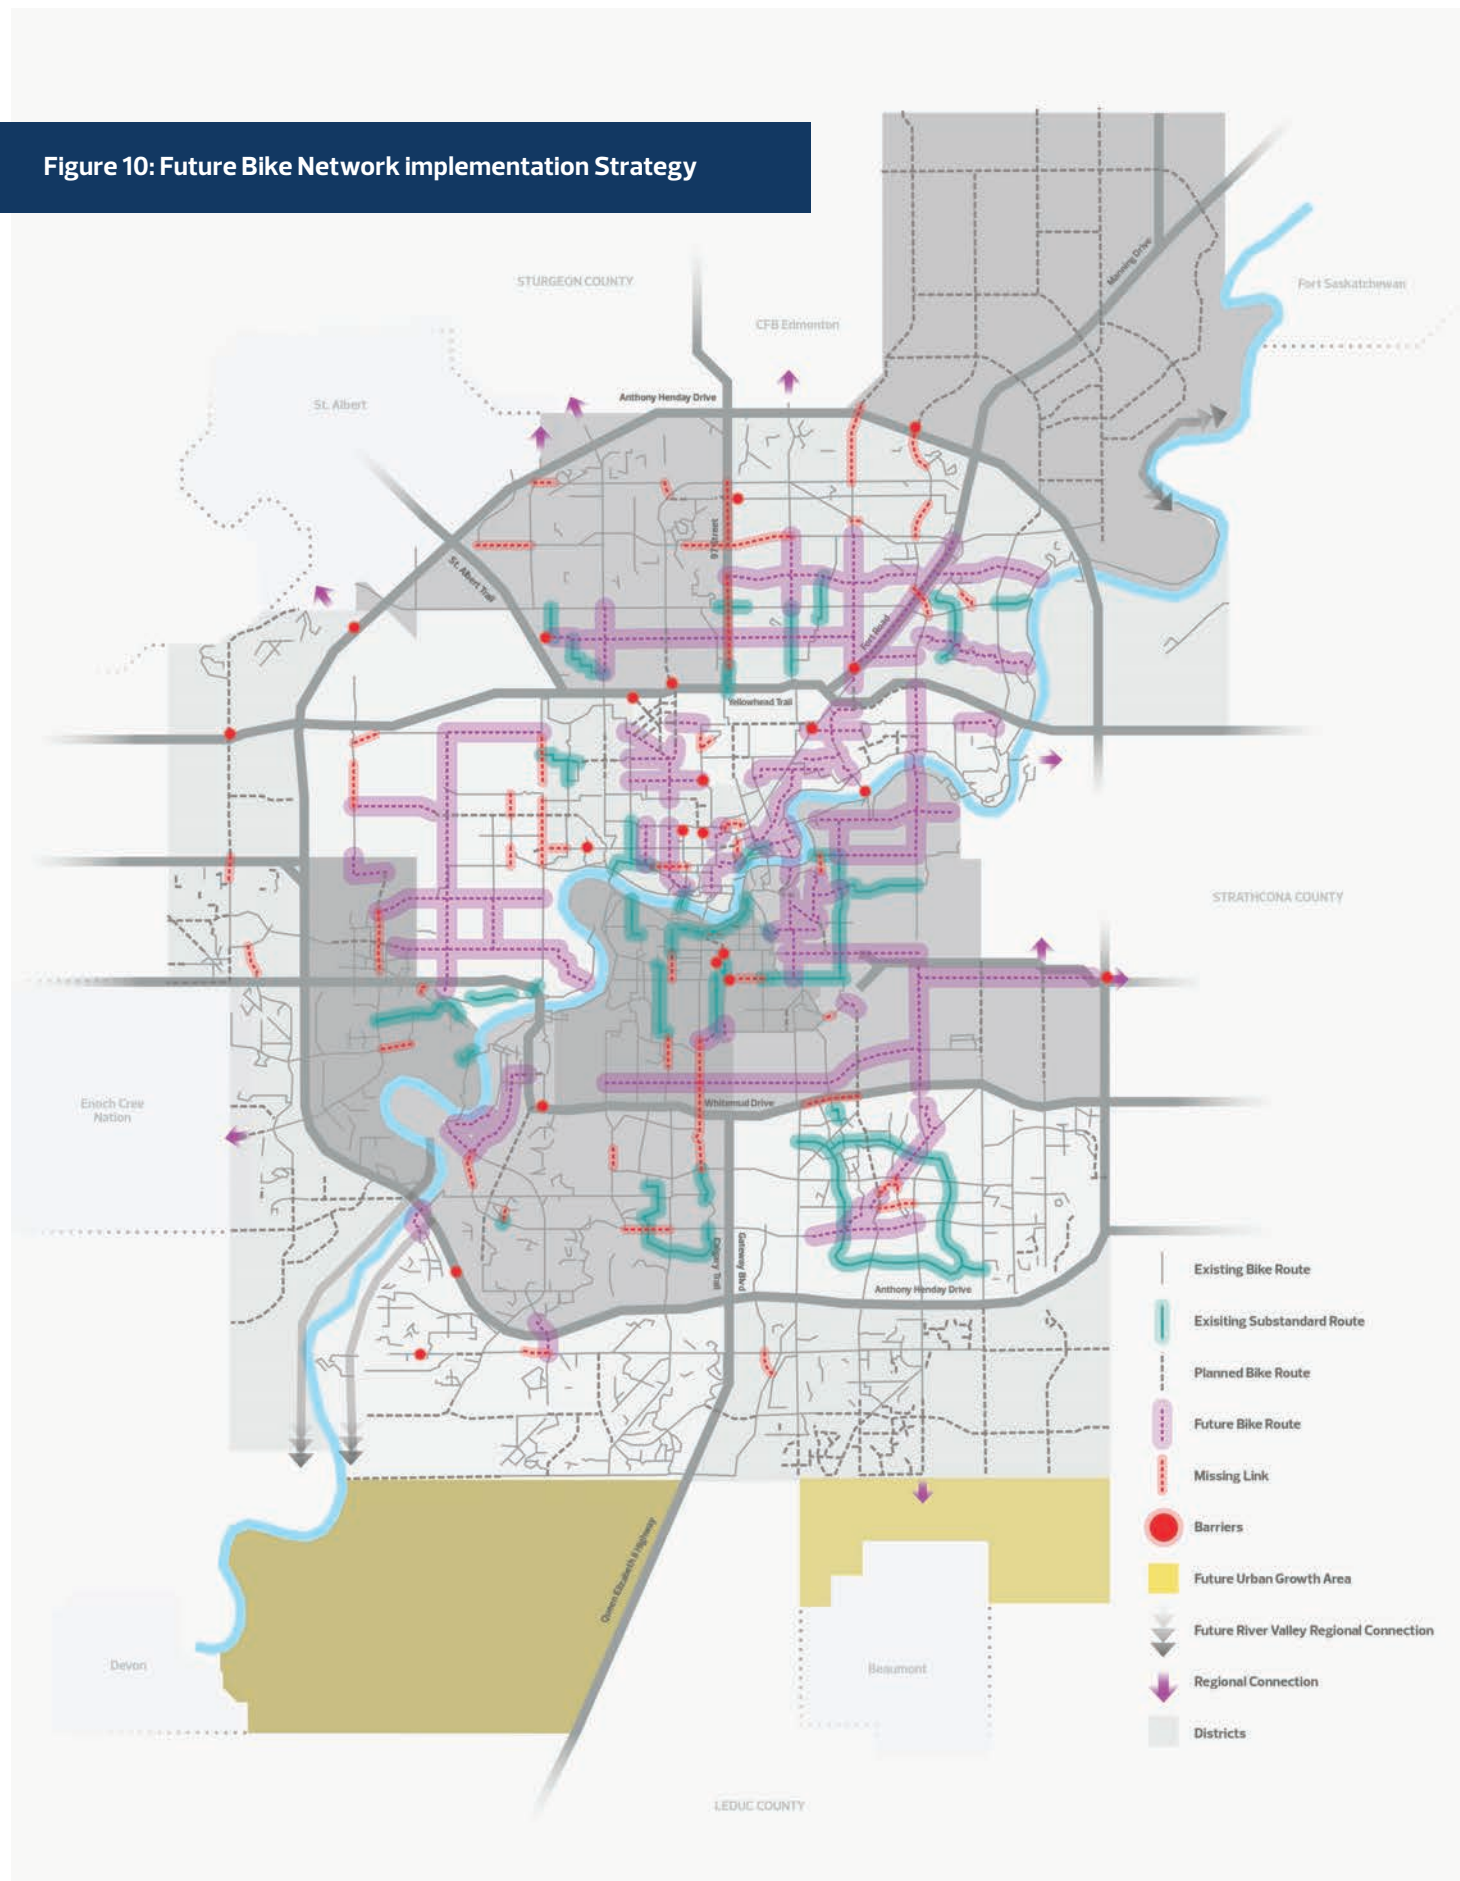 Figure 10: Future Bike Network implementation Strategy
STURGEON COUNTY
Fort Saskatchewan
CFB Edmonton
Manning Drive
St. Albert
Anthony Henday Drive
97 Street
St. Albert Trail
Fort Road
Yellowhead Trail
STRATHCONA COUNTY
Enoch Cree
Nation
Whitemud Drive
Calgary Trail
Gateway Blvd
Anthony Henday Drive
Existing Bike Route
Exisiting Substandard Route
Planned Bike Route
Future Bike Route
Missing Link
Barriers
Future Urban Growth Area
Future River Valley Regional Connection
Regional Connection
Districts
Queen Elizabeth II Highway
Devon
Beaumont
LEDUC COUNTY